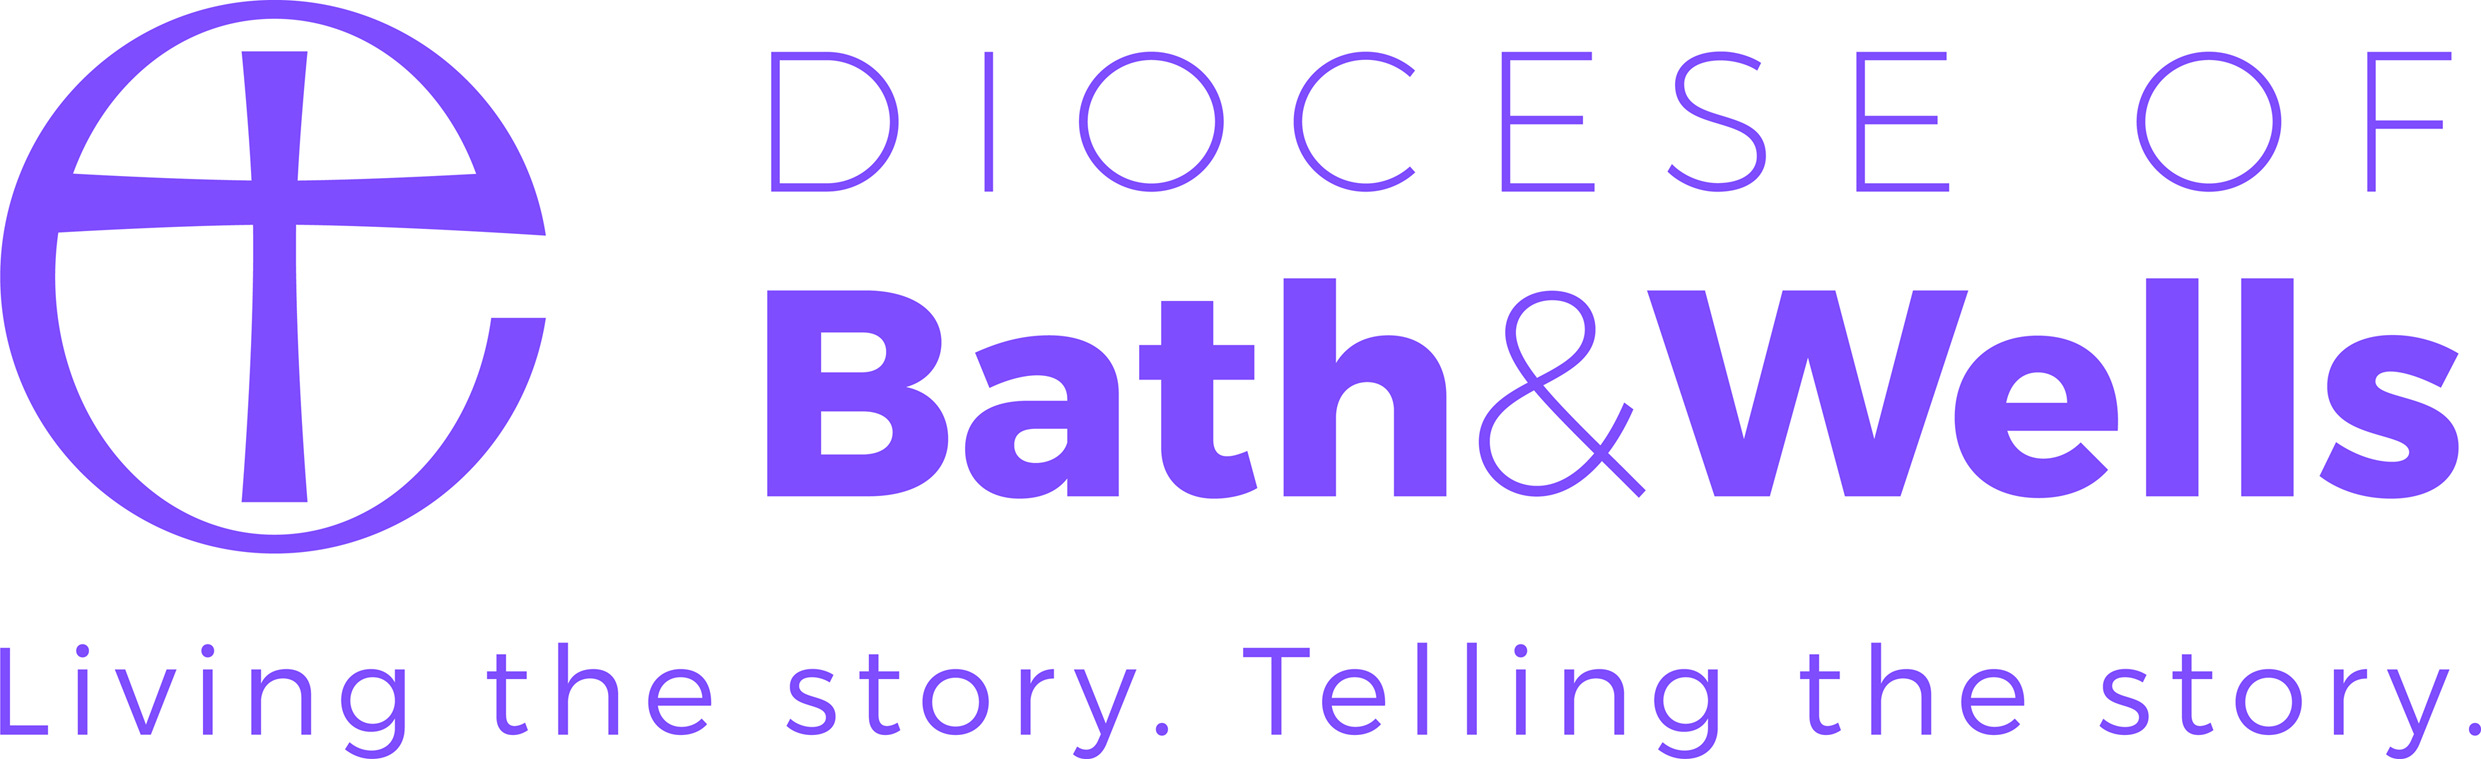 DIOCESE OF
Bath&Wells
Living the story. Telling the story.